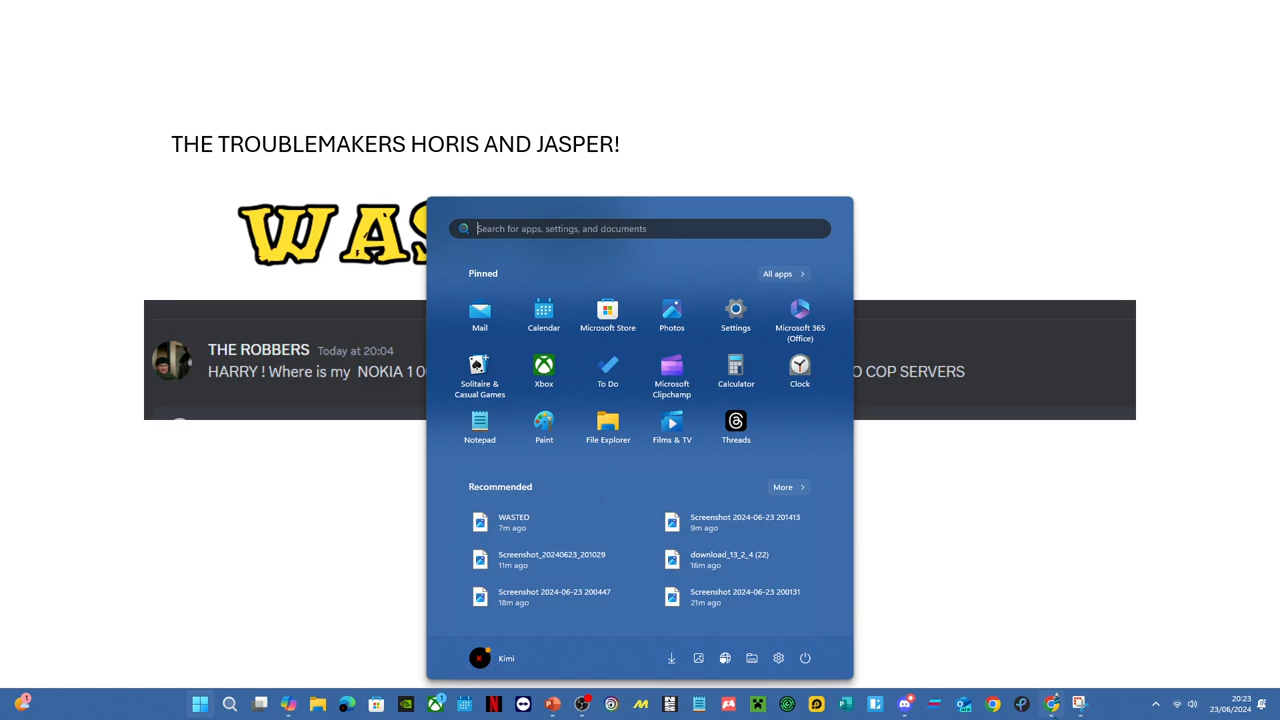 THE TROUBLEMAKERS HORIS AND JASPER!
WAS
THE ROBBERS Today at 20:04
HARRY ! Where is my NOKIA 1
COP SERVERS
Search for apps, settings, and documents
Pinned
All apps
Mail
Calendar
Microsoft Store
Photos
Settings
Microsoft 365
(Office)
Solitaire &
Casual Games
Xbox
To Do
Microsoft
Clipchamp
Calculator
Clock
Notepad
Paint
File Explorer
Films & TV
Threads
Recommended
More
WASTED
7m ago
Screenshot 2024-06-23 201413
9m ago
Screenshot_20240623_201029
11m ago
download_13_2_4 (22)
16m ago
Screenshot 2024-06-23 200447
18m ago
Screenshot 2024-06-23 200131
21m ago
Kimi
20:23
23/06/2024